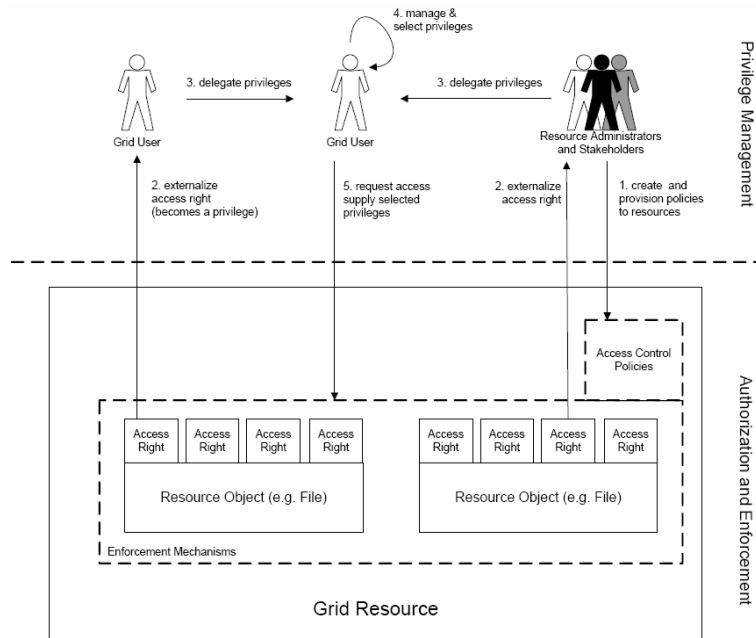 4. manage &
select privileges
3. delegate privileges
3. delegate privileges
Grid User
Grid User
Resource Administrators
and Stakeholders
2. externalize
access right
(becomes a privilege)
5. request access
supply selected
privileges
2. externalize
access right
1. create and
provision policies
to resources
Privilege Management
Access Control
Policies
Access
Right
Access
Right
Access
Right
Access
Right
Access
Right
Access
Right
Access
Right
Access
Right
Resource Object (e.g. File)
Resource Object (e.g. File)
Enforcement Mechanisms
Grid Resource
Authorization and Enforcement